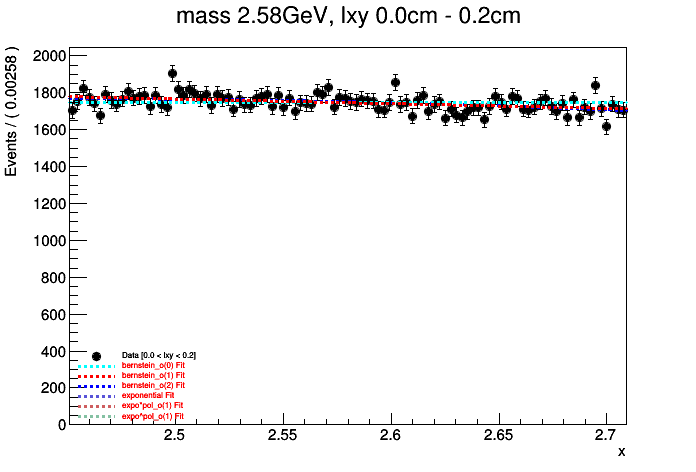 mass 2.58GeV, lxy 0.0cm - 0.2cm
Events / ( 0.00258 )
2000
1800
1600
1400
1200
1000
800
600
400
200
0
Data [0.0 < lxy < 0.2]
bernstein_o(0) Fit
bernstein_o(1) Fit
bernstein_o(2) Fit
exponential Fit
expo*pol_o(1) Fit
expo*pol_o(1) Fit
2.5 2.55 2.6 2.65 2.7
x